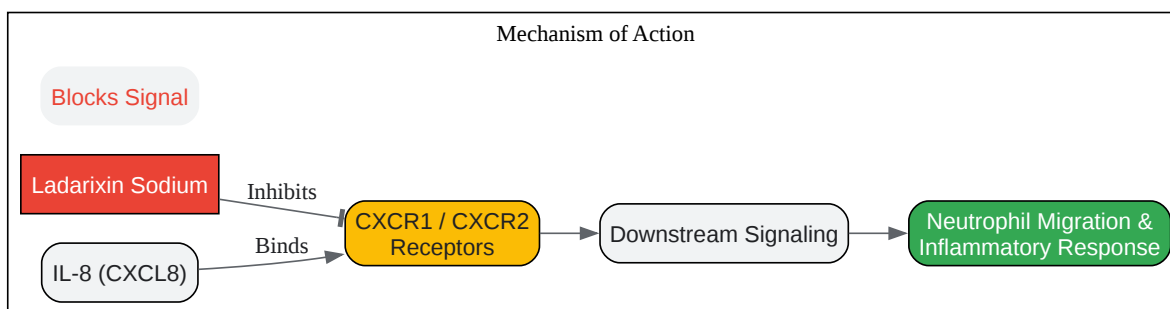 Mechanism of Action
Blocks Signal
Ladarixin Sodium
Inhibits
IL-8 (CXCL8)
Binds
CXCR1 / CXCR2
Receptors
Downstream Signaling
Neutrophil Migration &
Inflammatory Response